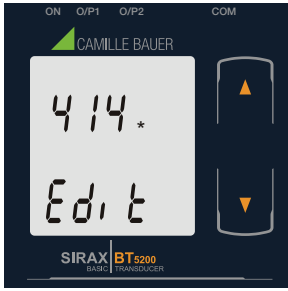 ON O/P1 O/P2 COM
CAMILLE BAUER
414.*
Edit
SIRAX BT5200
BASIC TRANSDUCER